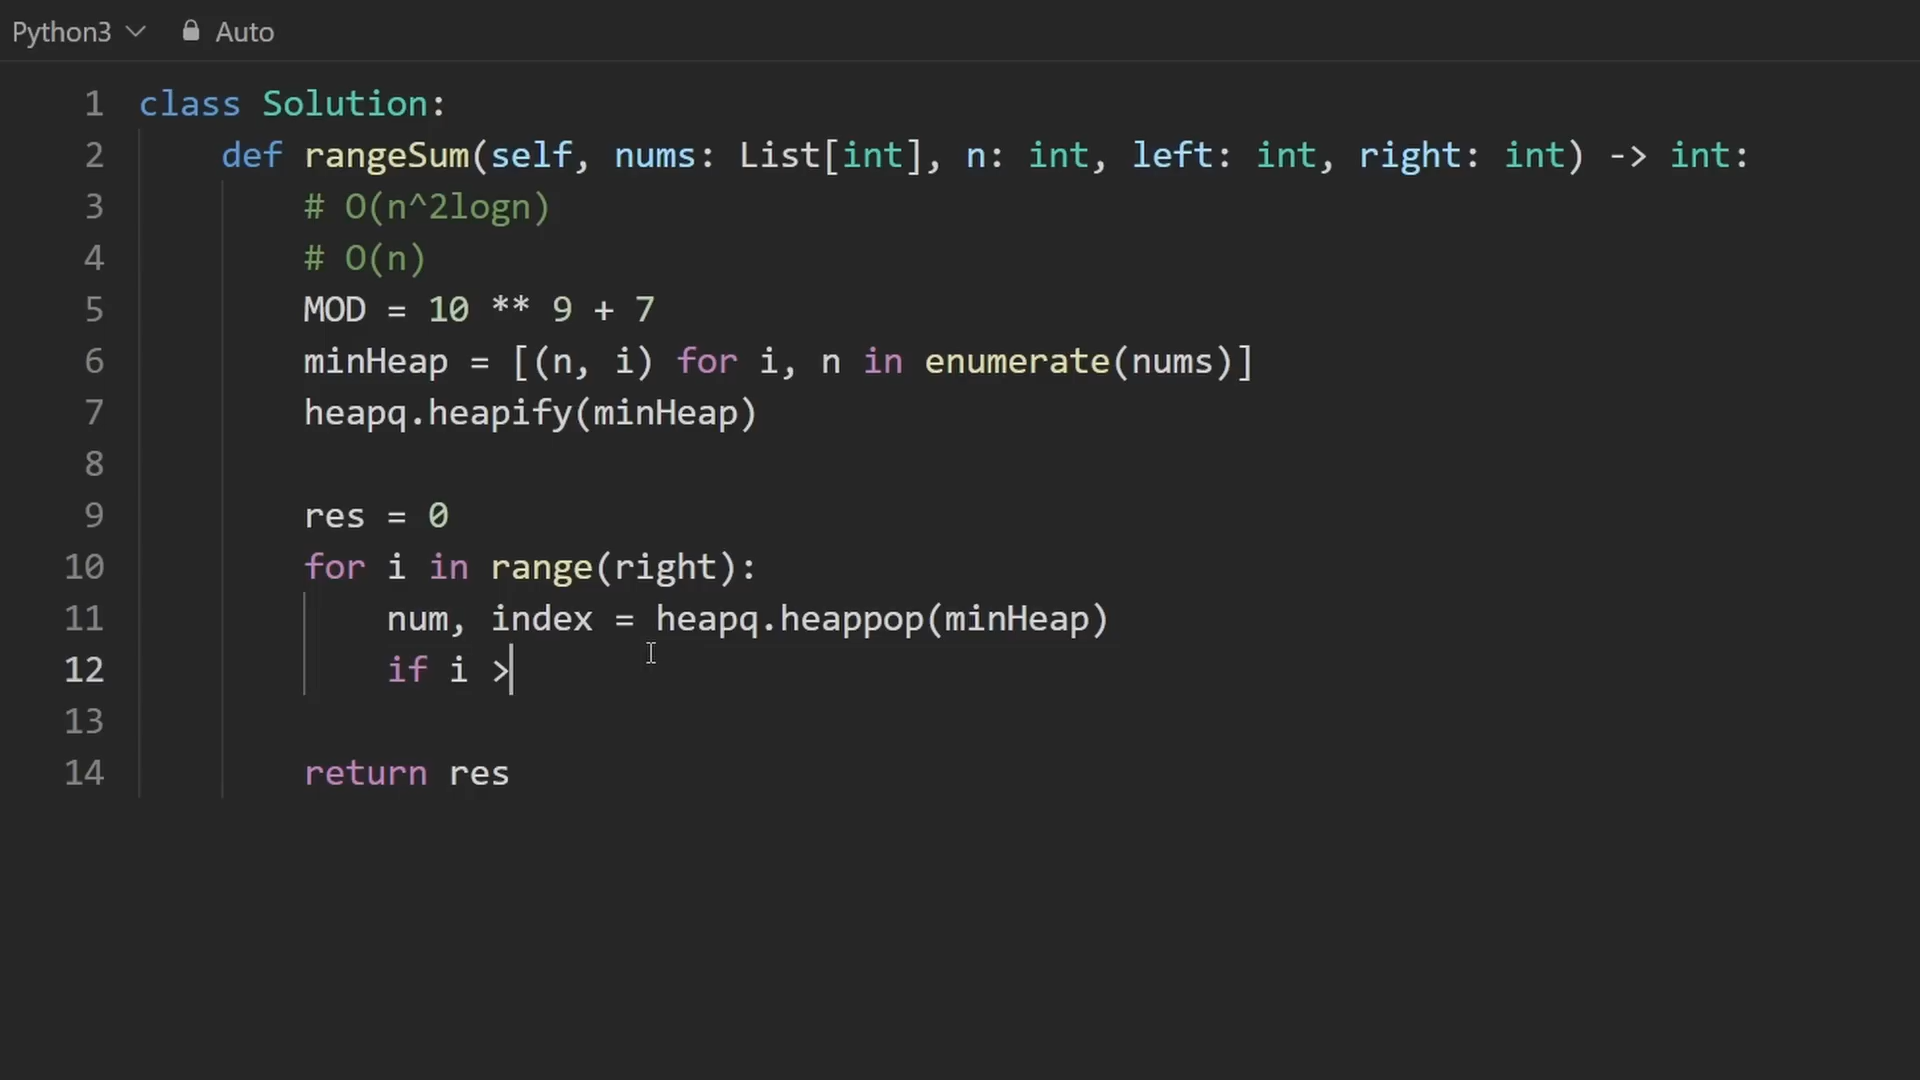 Python3 Auto
1 class Solution:
2 def rangeSum(self, nums: List[int], n: int, left: int, right: int) -> int:
3 # O(n^2logn)
4 # O(n)
5 MOD = 10 ** 9 + 7
6 minHeap = [(n, i) for i, n in enumerate(nums)]
7 heapq.heapify(minHeap)
8
9 res = 0
10 for i in range(right):
11 num, index = heapq.heappop(minHeap)
12 if i >
13
14 return res